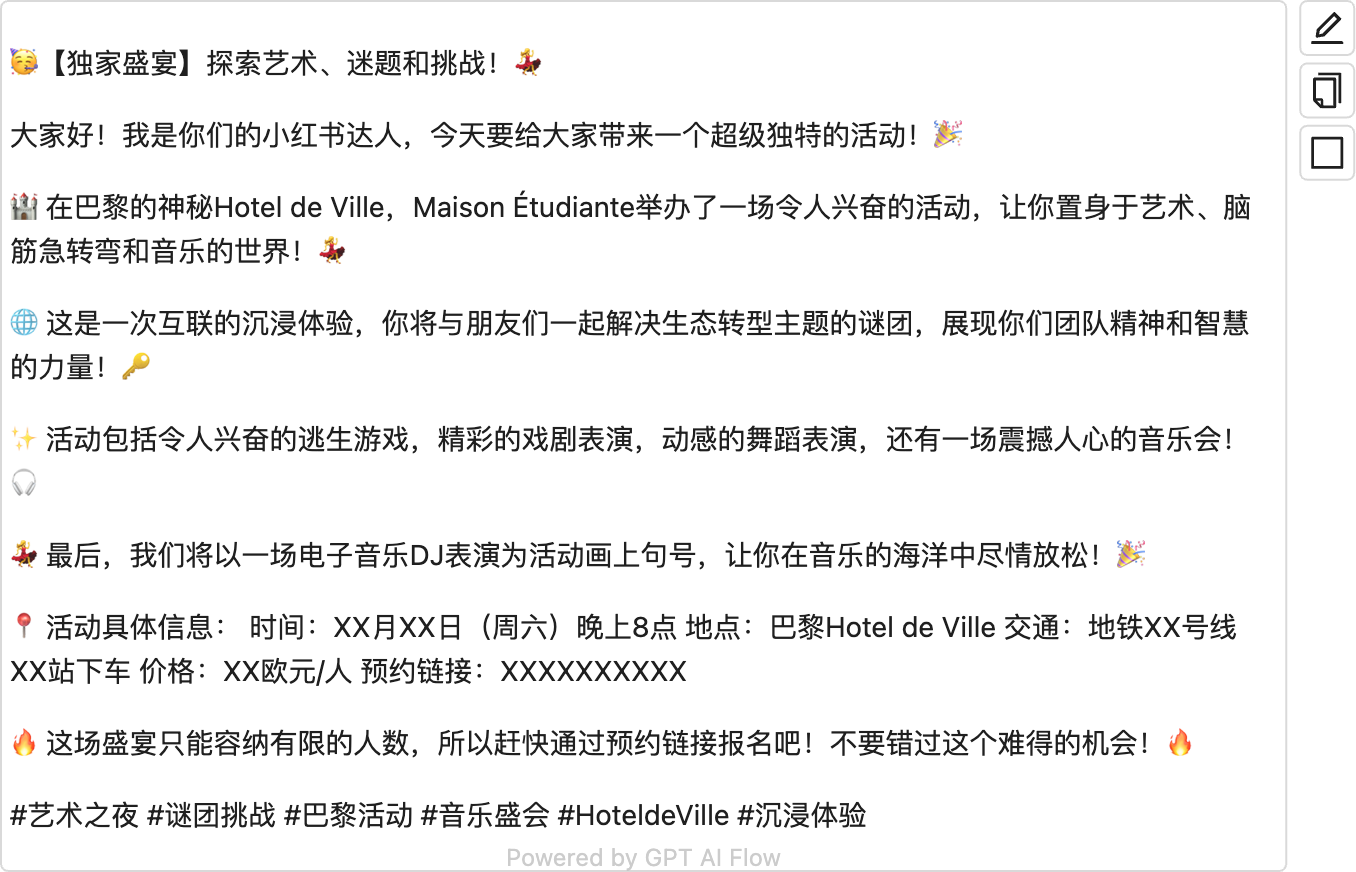 🥳【独家盛宴】探索艺术、迷题和挑战！💃
大家好！我是你们的小红书达人，今天要给大家带来一个超级独特的活动！🎉
🏰 在巴黎的神秘Hotel de Ville，Maison Étudiante举办了一场令人兴奋的活动，让你置身于艺术、脑
筋急转弯和音乐的世界！💃
🌐 这是一次互联的沉浸体验，你将与朋友们一起解决生态转型主题的谜团，展现你们团队精神和智慧
的力量！🔑
✨ 活动包括令人兴奋的逃生游戏，精彩的戏剧表演，动感的舞蹈表演，还有一场震撼人心的音乐会！
🎧
💃 最后，我们将以一场电子音乐DJ表演为活动画上句号，让你在音乐的海洋中尽情放松！🎉
📍 活动具体信息： 时间：XX月XX日（周六）晚上8点 地点：巴黎Hotel de Ville 交通：地铁XX号线
XX站下车 价格：XX欧元/人 预约链接：XXXXXXXXXX
🔥 这场盛宴只能容纳有限的人数，所以赶快通过预约链接报名吧！不要错过这个难得的机会！🔥
#艺术之夜 #谜团挑战 #巴黎活动 #音乐盛会 #HoteldeVille #沉浸体验
Powered by GPT AI Flow